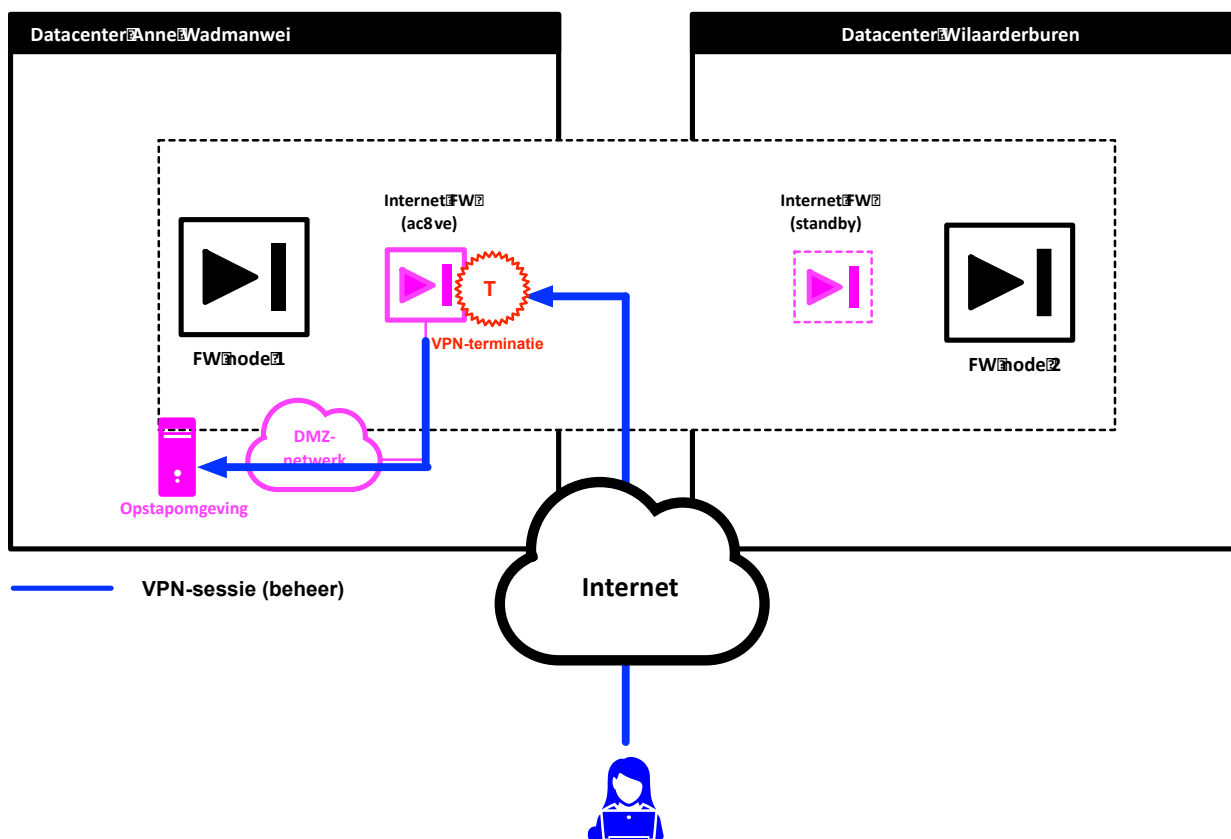 Datacenter⍰Anne⍰Wadmanwei
Datacenter⍰Wilaarderburen
Internet⍰FW⍰
(ac8ve)
Internet⍰FW⍰
(standby)
T
VPN-terminatie
FW⍰node⍰1
FW⍰node⍰2
DMZ-
netwerk
Opstapomgeving
VPN-sessie (beheer)
Internet